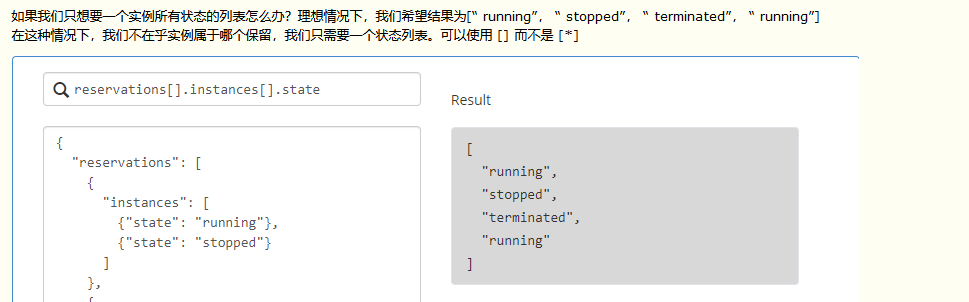 如果我们只想要一个实例所有状态的列表怎么办？理想情况下，我们希望结果为[“ running”，“ stopped”，“ terminated”，“ running”]
在这种情况下，我们不在乎实例属于哪个保留，我们只需要一个状态列表。可以使用 [] 而不是 [*]
reservations[].instances[].state
Result
{
"reservations": [
{
"instances": [
{"state": "running"},
{"state": "stopped"}
]
},
[
"running",
"stopped",
"terminated",
"running"
]